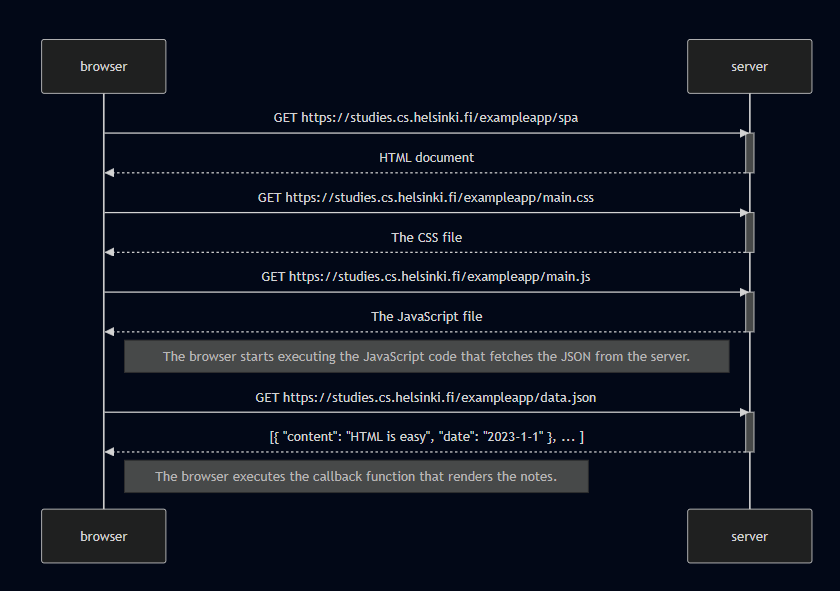 browser
server
GET https://studies.cs.helsinki.fi/exampleapp/spa
HTML document
GET https://studies.cs.helsinki.fi/exampleapp/main.css
The CSS file
GET https://studies.cs.helsinki.fi/exampleapp/main.js
The JavaScript file
The browser starts executing the JavaScript code that fetches the JSON from the server.
GET https://studies.cs.helsinki.fi/exampleapp/data.json
[{ "content": "HTML is easy", "date": "2023-1-1" }, ... ]
The browser executes the callback function that renders the notes.
browser
server